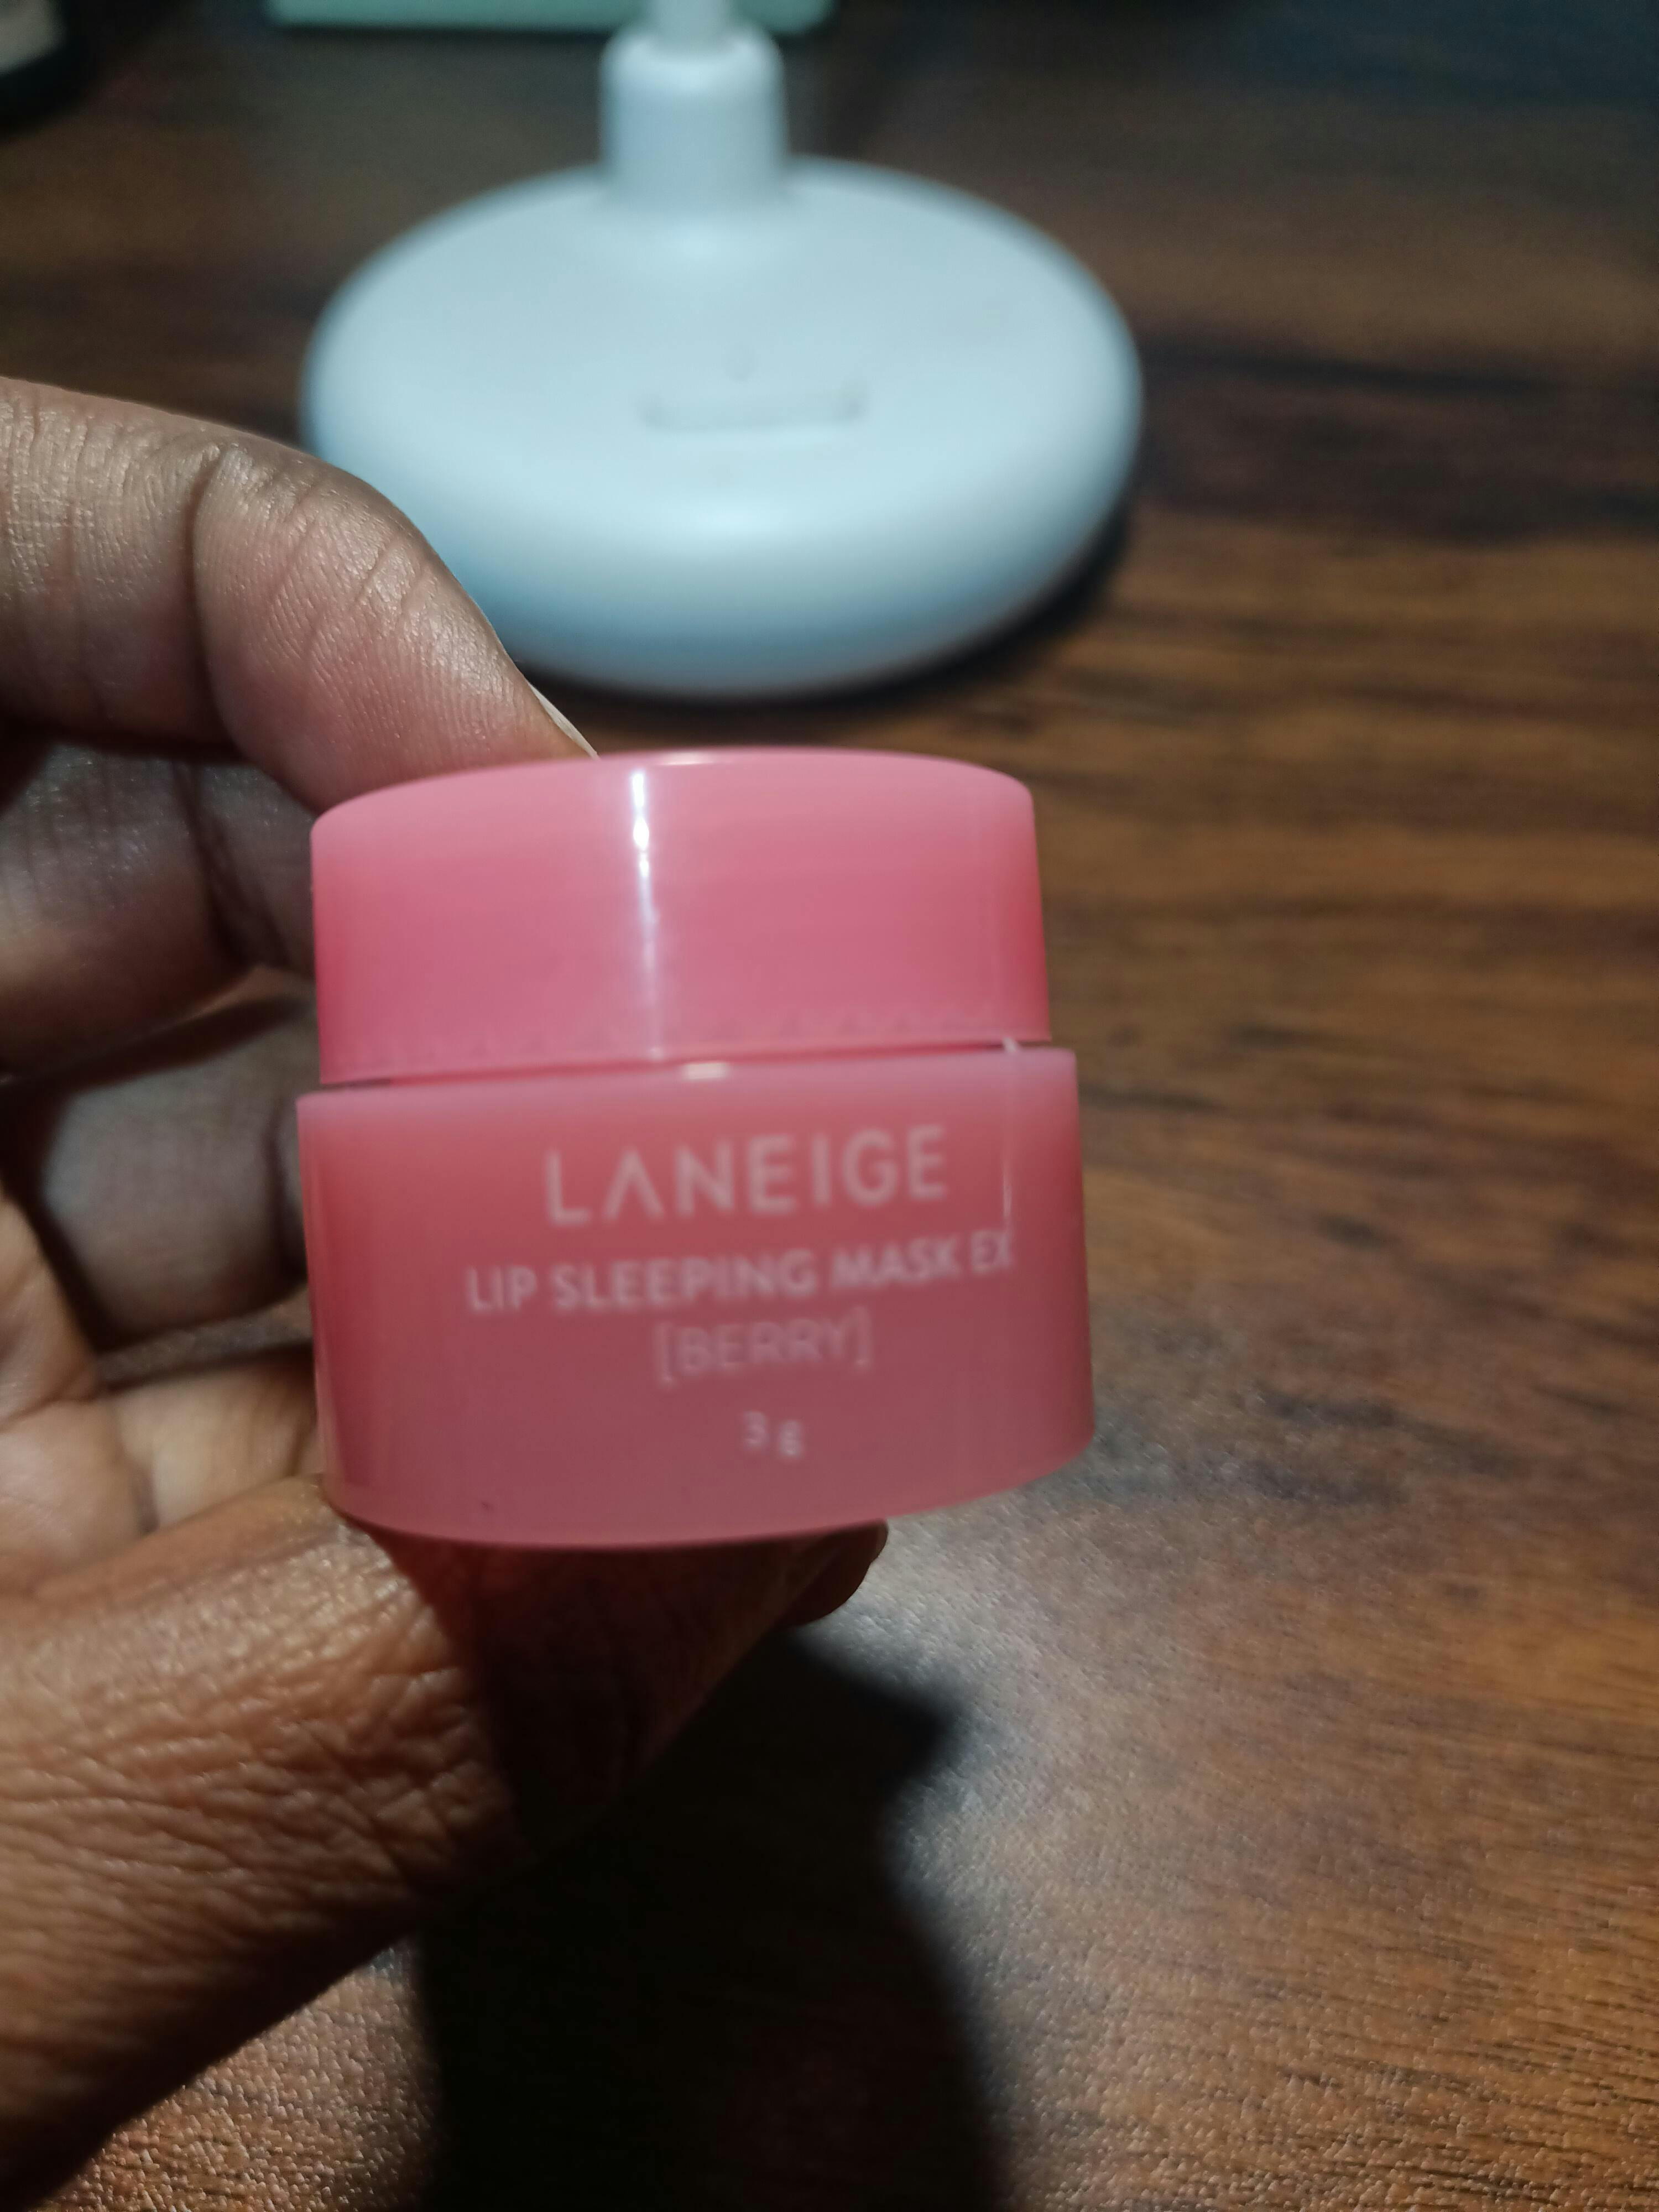 LANEIGE
LIP SLEEPING MASK EX
[BERRY]
3 g